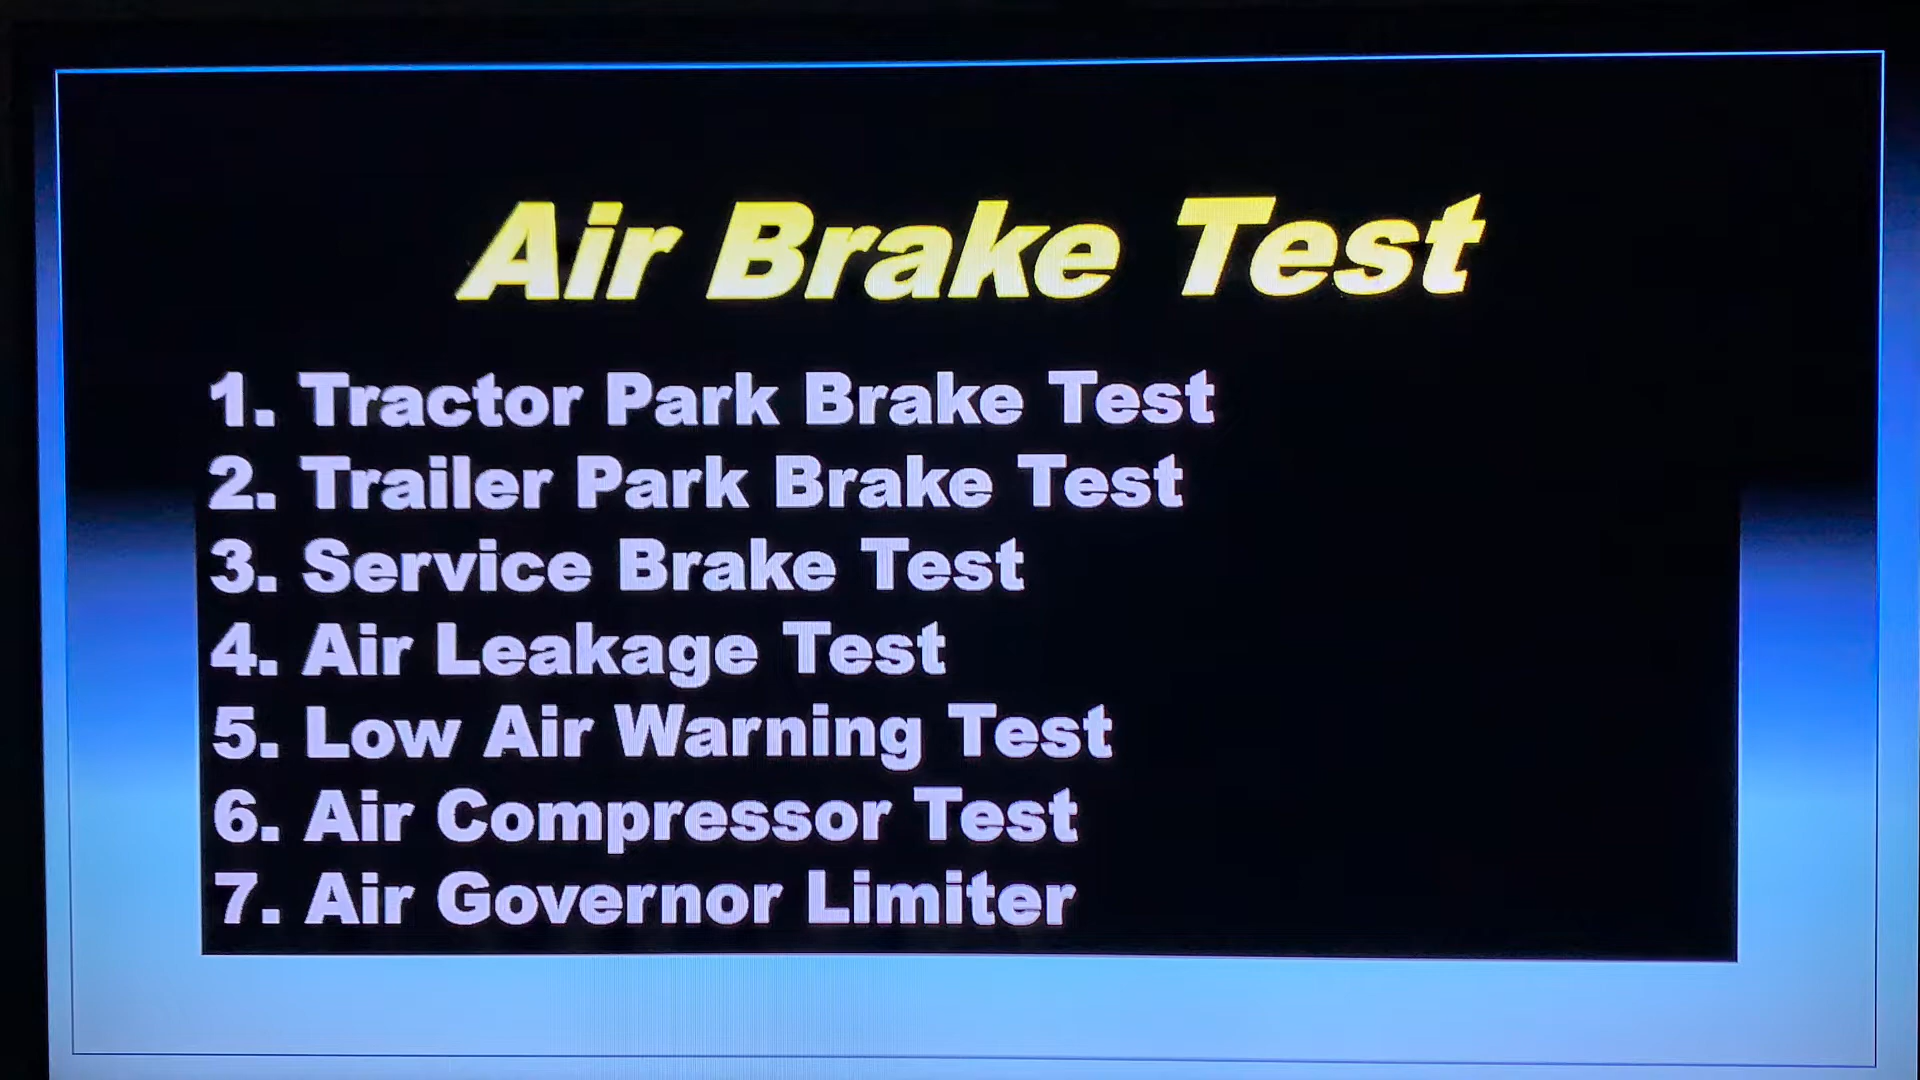 Air Brake Test
1. Tractor Park Brake Test
2. Trailer Park Brake Test
3. Service Brake Test
4. Air Leakage Test
5. Low Air Warning Test
6. Air Compressor Test
7. Air Governor Limiter